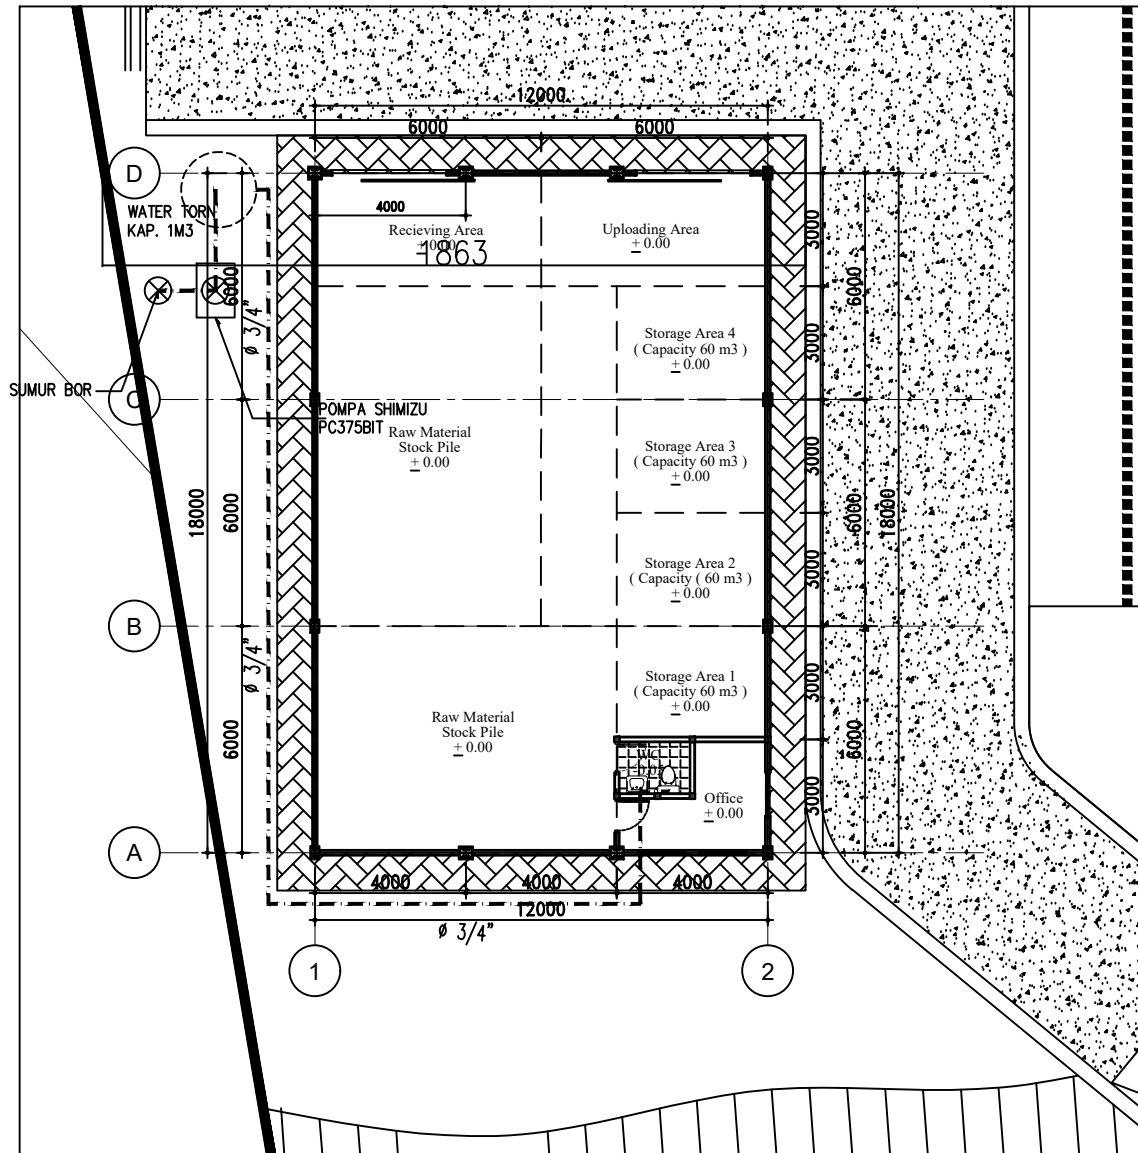 12000
6000
6000
D
WATER TORN
KAP. 1M3
4000
Recieving Area
+0.00
1863
Uploading Area
+ 0.00
3000
6000
6000
ø 3/4"
Storage Area 4
( Capacity 60 m3 )
+ 0.00
3000
SUMUR BOR
C
POMPA SHIMIZU
PC375BIT
Raw Material
Stock Pile
+ 0.00
Storage Area 3
( Capacity 60 m3 )
+ 0.00
3000
18000
6000
6000
18000
Storage Area 2
( Capacity ( 60 m3 )
+ 0.00
3000
B
ø 3/4"
Storage Area 1
( Capacity 60 m3 )
+ 0.00
3000
Raw Material
Stock Pile
+ 0.00
6000
6000
WC
Office
+ 0.00
3000
A
4000
4000
4000
12000
ø 3/4"
1
2